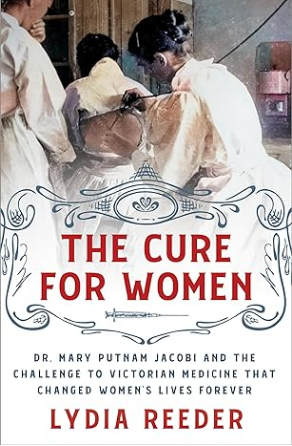 THE CURE
FOR WOMEN
DR. MARY PUTNAM JACOBI AND THE
CHALLENGE TO VICTORIAN MEDICINE THAT
CHANGED WOMEN'S LIVES FOREVER
LYDIA REEDER